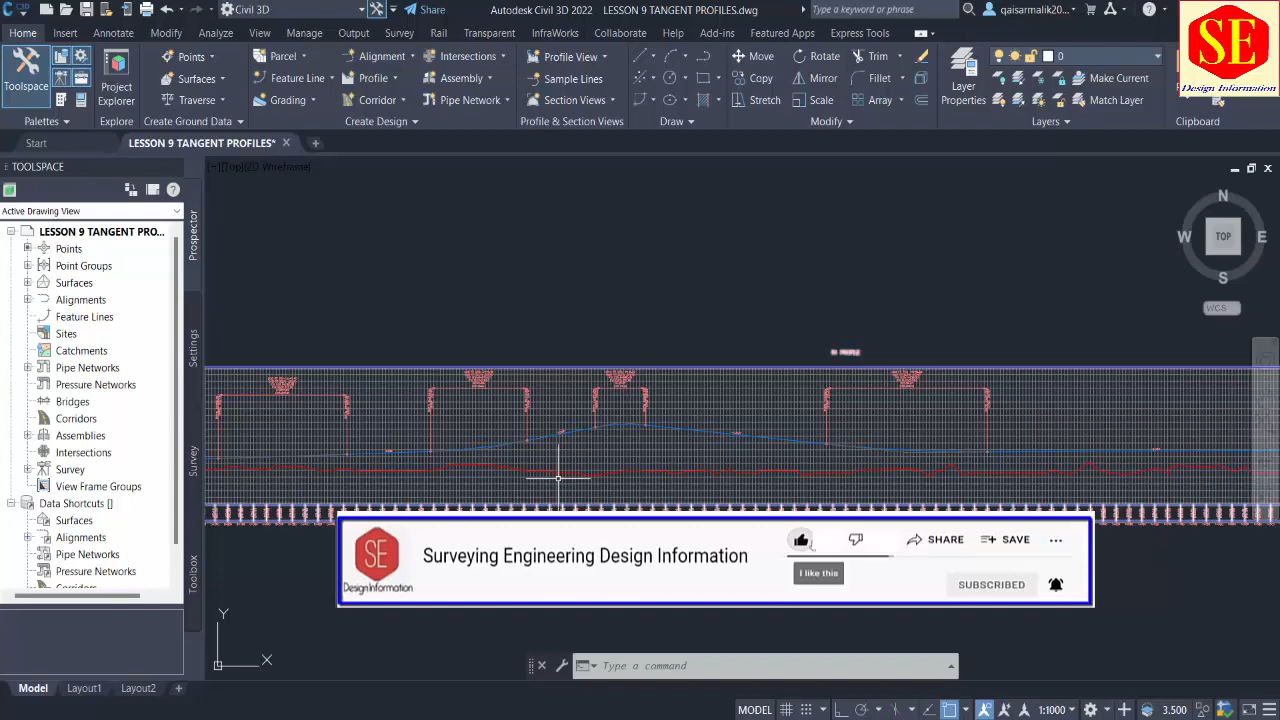 Civil 3D
Share
Autodesk Civil 3D 2022 LESSON 9 TANGENT PROFILES.dwg
Type a keyword or phrase
qaisarmalik20...
SE
Design Information
Home Insert Annotate Modify Analyze View Manage Output Survey Rail Collaborate Help Add-ins Featured Apps Express Tools
Toolspace
Palettes
Project Explorer
Explore
Points
Surfaces
Traverse
Create Ground Data
Parcel
Feature Line
Grading
Alignment
Profile
Corridor
Intersections
Assembly
Pipe Network
Create Design
Profile View
Sample Lines
Section Views
Profile & Section Views
Draw
Move
Copy
Stretch
Rotate
Mirror
Scale
Trim
Fillet
Array
Modify
Layer Properties
0
Make Current
Match Layer
Layers
Clipboard
Start
LESSON 9 TANGENT PROFILES*
TOOLSPACE
[−][Top][2D Wireframe]
Active Drawing View
LESSON 9 TANGENT PRO...
Points
Point Groups
Surfaces
Alignments
Feature Lines
Sites
Catchments
Pipe Networks
Pressure Networks
Bridges
Corridors
Assemblies
Intersections
Survey
View Frame Groups
Data Shortcuts []
Surfaces
Alignments
Pipe Networks
Pressure Networks
Corridors
Prospector
Settings
Survey
Toolbox
N
W
TOP
E
S
WCS
SE
Design Information
Surveying Engineering Design Information
SHARE
SAVE
I like this
SUBSCRIBED
Y
X
Type a command
Model Layout1 Layout2
MODEL
1:1000
3.500